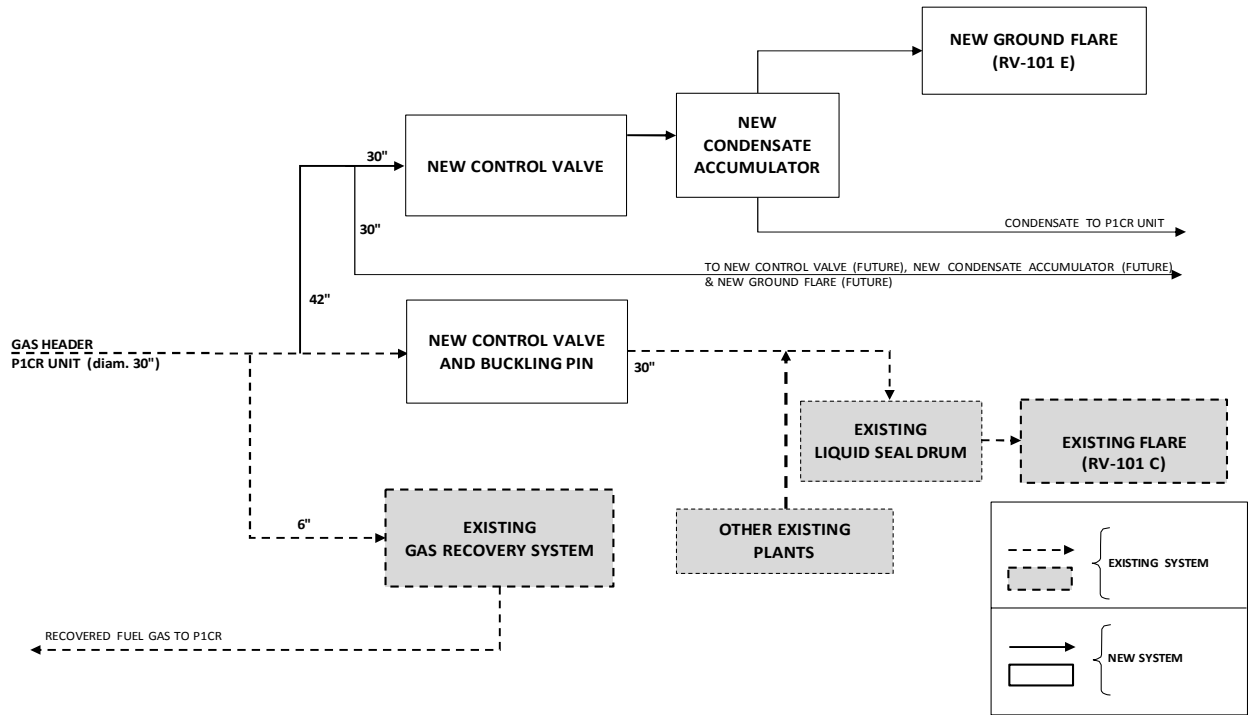 NEW GROUND FLARE
(RV-101 E)
NEW
CONDENSATE
ACCUMULATOR
30"
NEW CONTROL VALVE
30"
CONDENSATE TO P1CR UNIT
TO NEW CONTROL VALVE (FUTURE), NEW CONDENSATE ACCUMULATOR (FUTURE)
& NEW GROUND FLARE (FUTURE)
42"
GAS HEADER
P1CR UNIT (diam. 30")
NEW CONTROL VALVE
AND BUCKLING PIN
30"
EXISTING
LIQUID SEAL DRUM
EXISTING FLARE
(RV-101 C)
6"
EXISTING
GAS RECOVERY SYSTEM
OTHER EXISTING
PLANTS
EXISTING SYSTEM
RECOVERED FUEL GAS TO P1CR
NEW SYSTEM